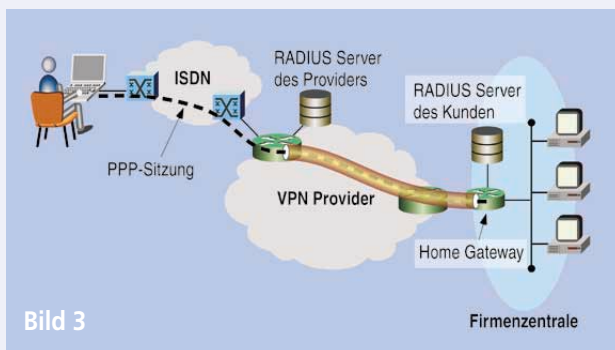 ISDN
RADIUS Server
des Providers
RADIUS Server
des Kunden
PPP-Sitzung
VPN Provider
Home Gateway
Bild 3
Firmenzentrale